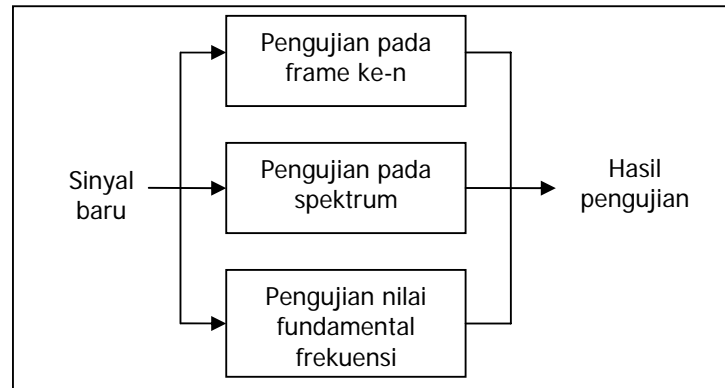 Pengujian pada
frame ke-n
Sinyal
baru
Pengujian pada
spektrum
Hasil
pengujian
Pengujian nilai
fundamental
frekuensi